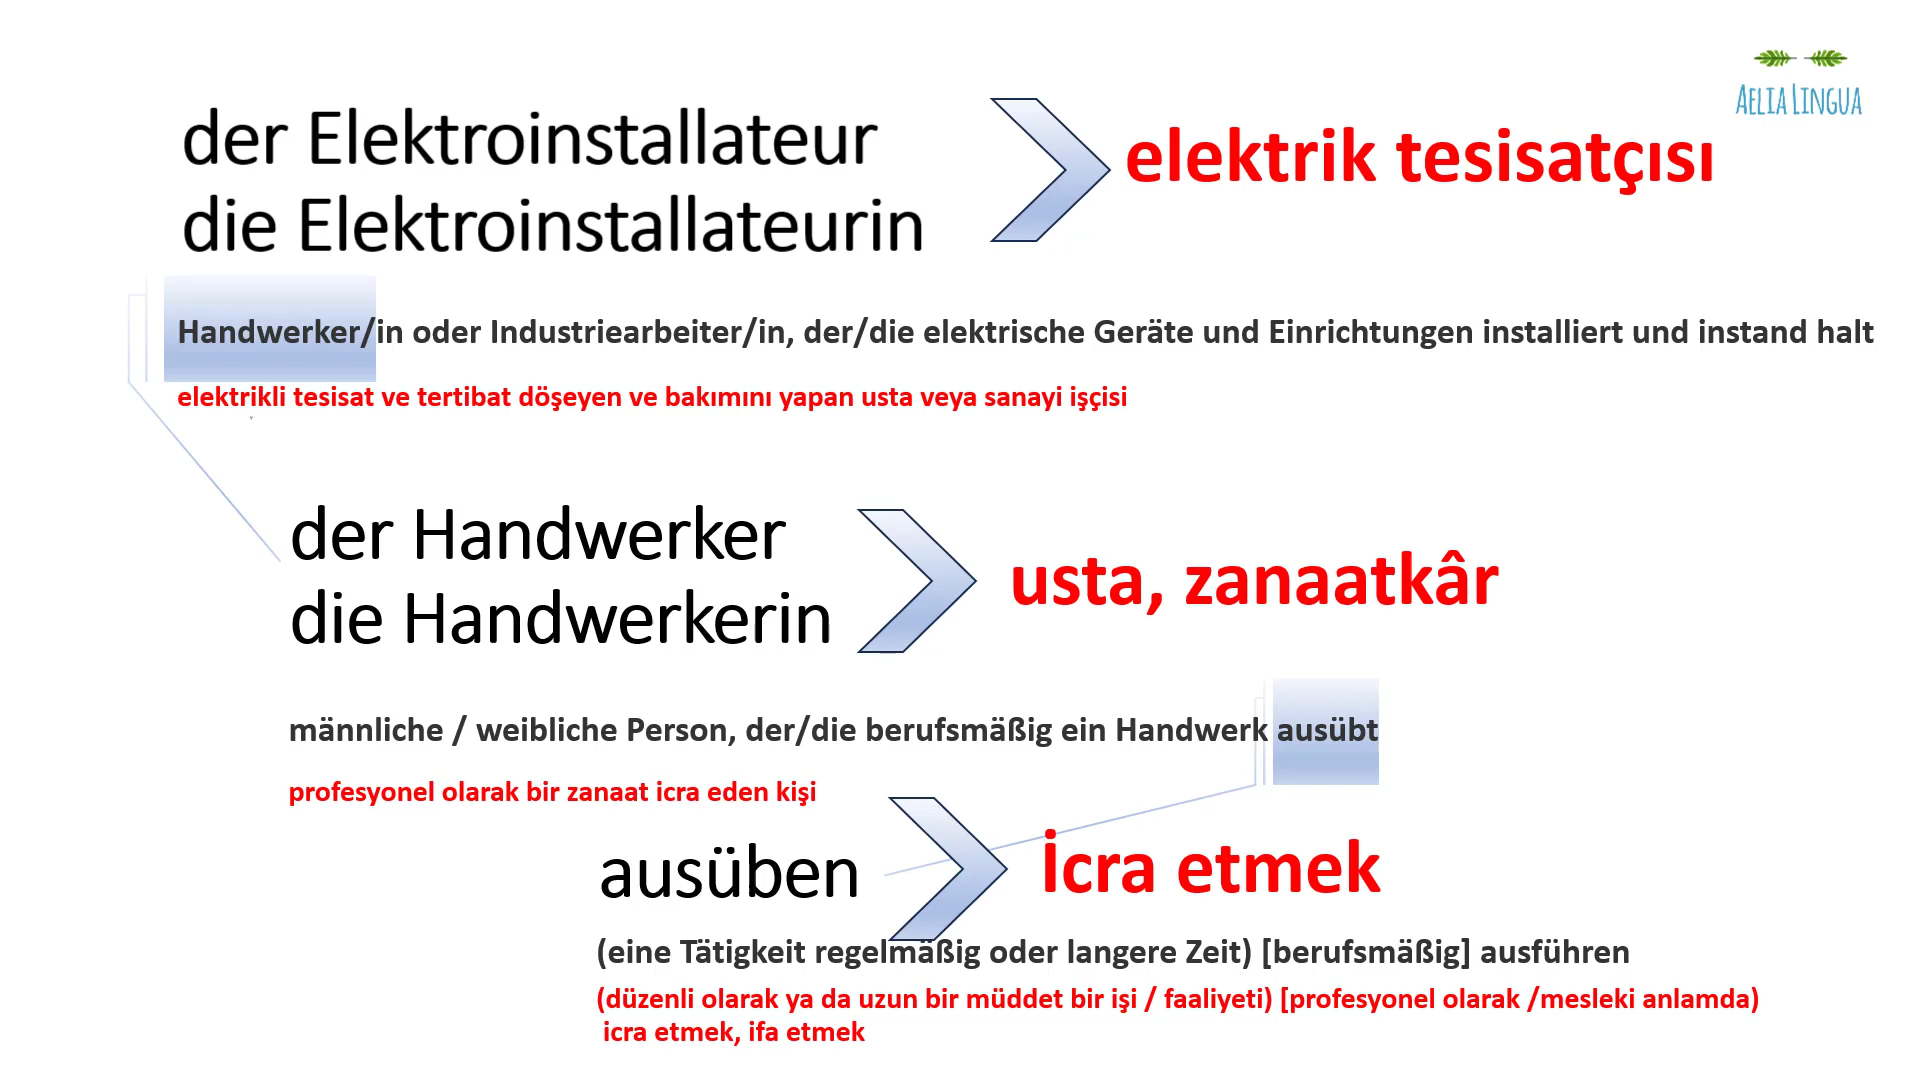 AELIA LINGUA
der Elektroinstallateur
die Elektroinstallateurin
elektrik tesisatçısı
Handwerker/in oder Industriearbeiter/in, der/die elektrische Geräte und Einrichtungen installiert und instand halt
elektrikli tesisat ve tertibat döşeyen ve bakımını yapan usta veya sanayi işçisi
der Handwerker
die Handwerkerin
usta, zanaatkâr
männliche / weibliche Person, der/die berufsmäßig ein Handwerk ausübt
profesyonel olarak bir zanaat icra eden kişi
ausüben
İcra etmek
(eine Tätigkeit regelmäßig oder langere Zeit) [berufsmäßig] ausführen
(düzenli olarak ya da uzun bir müddet bir işi / faaliyeti) [profesyonel olarak /mesleki anlamda)
icra etmek, ifa etmek